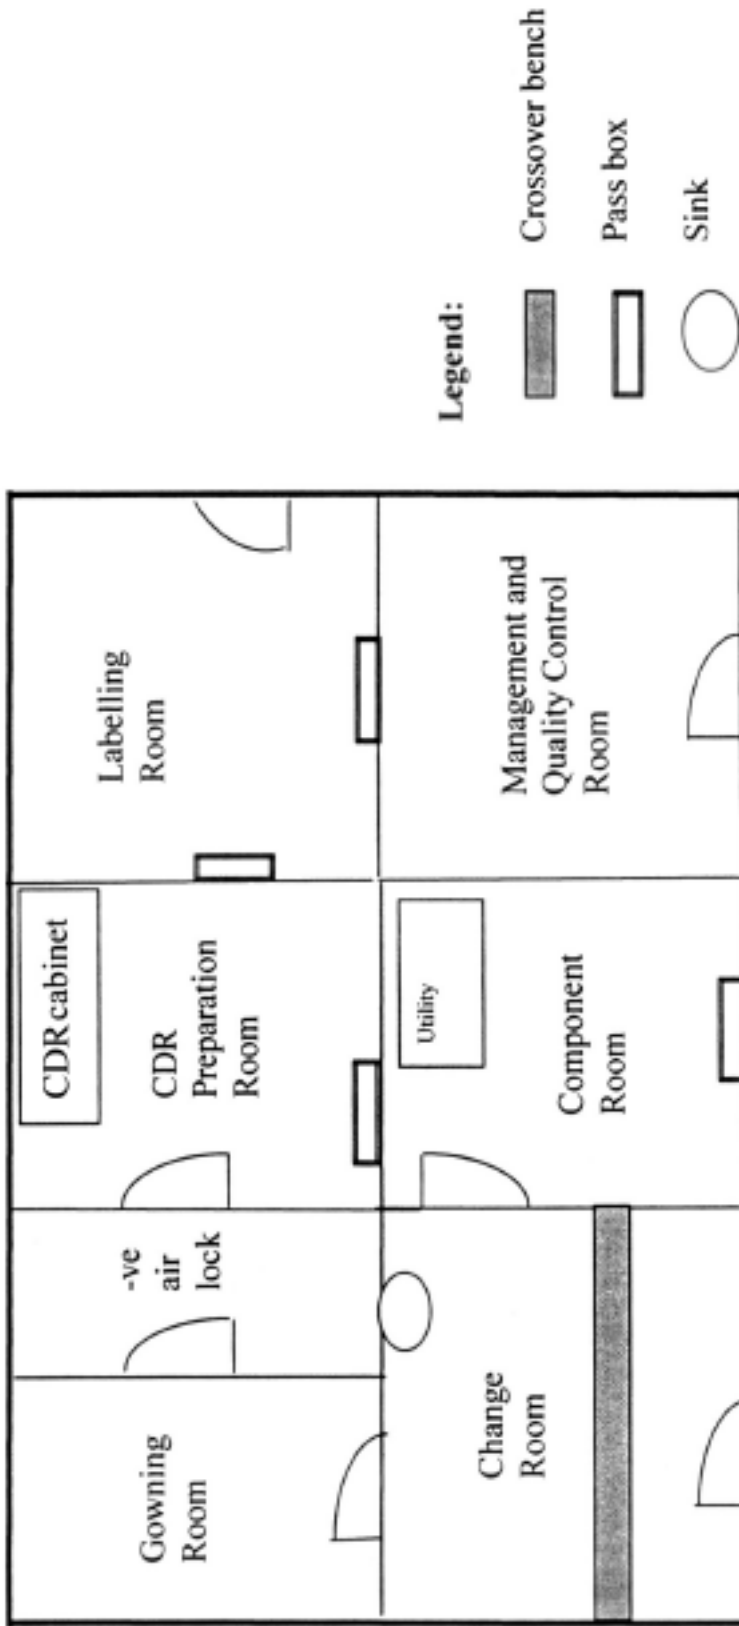 Gowning
Room
-ve
air
lock
CDR cabinet
CDR
Preparation
Room
Labelling
Room
Change
Room
Utility
Component
Room
Management and
Quality Control
Room
Legend:
Crossover bench
Pass box
Sink